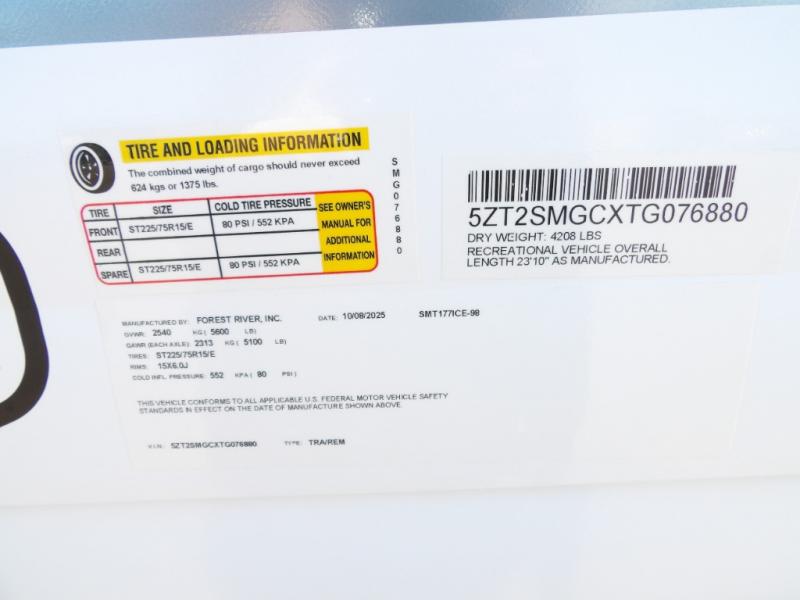 TIRE AND LOADING INFORMATION
The combined weight of cargo should never exceed
624 kgs or 1375 lbs.
TIRE SIZE COLD TIRE PRESSURE SEE OWNER'S MANUAL FOR ADDITIONAL INFORMATION
FRONT ST225/75R15/E 80 PSI / 552 KPA
REAR
SPARE ST225/75R15/E 80 PSI / 552 KPA
SMG076880
5ZT2SMGCXTG076880
DRY WEIGHT: 4208 LBS
RECREATIONAL VEHICLE OVERALL
LENGTH 23'10" AS MANUFACTURED.
MANUFACTURED BY: FOREST RIVER, INC. DATE: 10/08/2025 SMT177ICE-98
GVWR: 2540 KG ( 5600 LB)
GAWR (EACH AXLE): 2313 KG ( 5100 LB)
TIRES: ST225/75R15/E
RIMS: 15X6.0J
COLD INFL. PRESSURE: 552 KPA ( 80 PSI )
THIS VEHICLE CONFORMS TO ALL APPLICABLE U.S. FEDERAL MOTOR VEHICLE SAFETY
STANDARDS IN EFFECT ON THE DATE OF MANUFACTURE SHOWN ABOVE.
V.I.N.: 5ZT2SMGCXTG076880 TYPE: TRA/REM